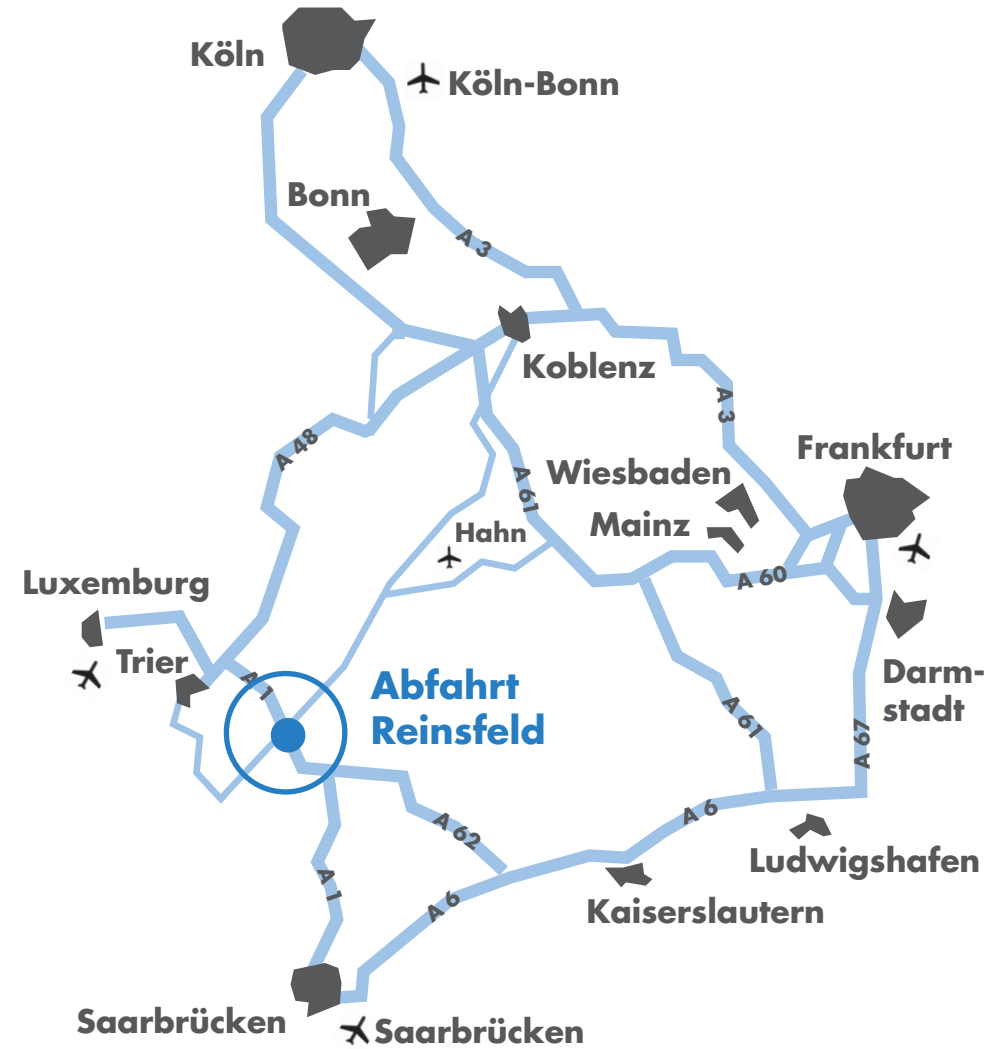 Köln
Köln-Bonn
Bonn
A 3
Koblenz
A 3
A 48
Frankfurt
Wiesbaden
A 61
Mainz
Hahn
A 60
Luxemburg
Trier
A 1
Abfahrt
Reinsfeld
Darm-
stadt
A 61
A 67
A 62
A 6
Ludwigshafen
A 1
A 6
Kaiserslautern
Saarbrücken
Saarbrücken